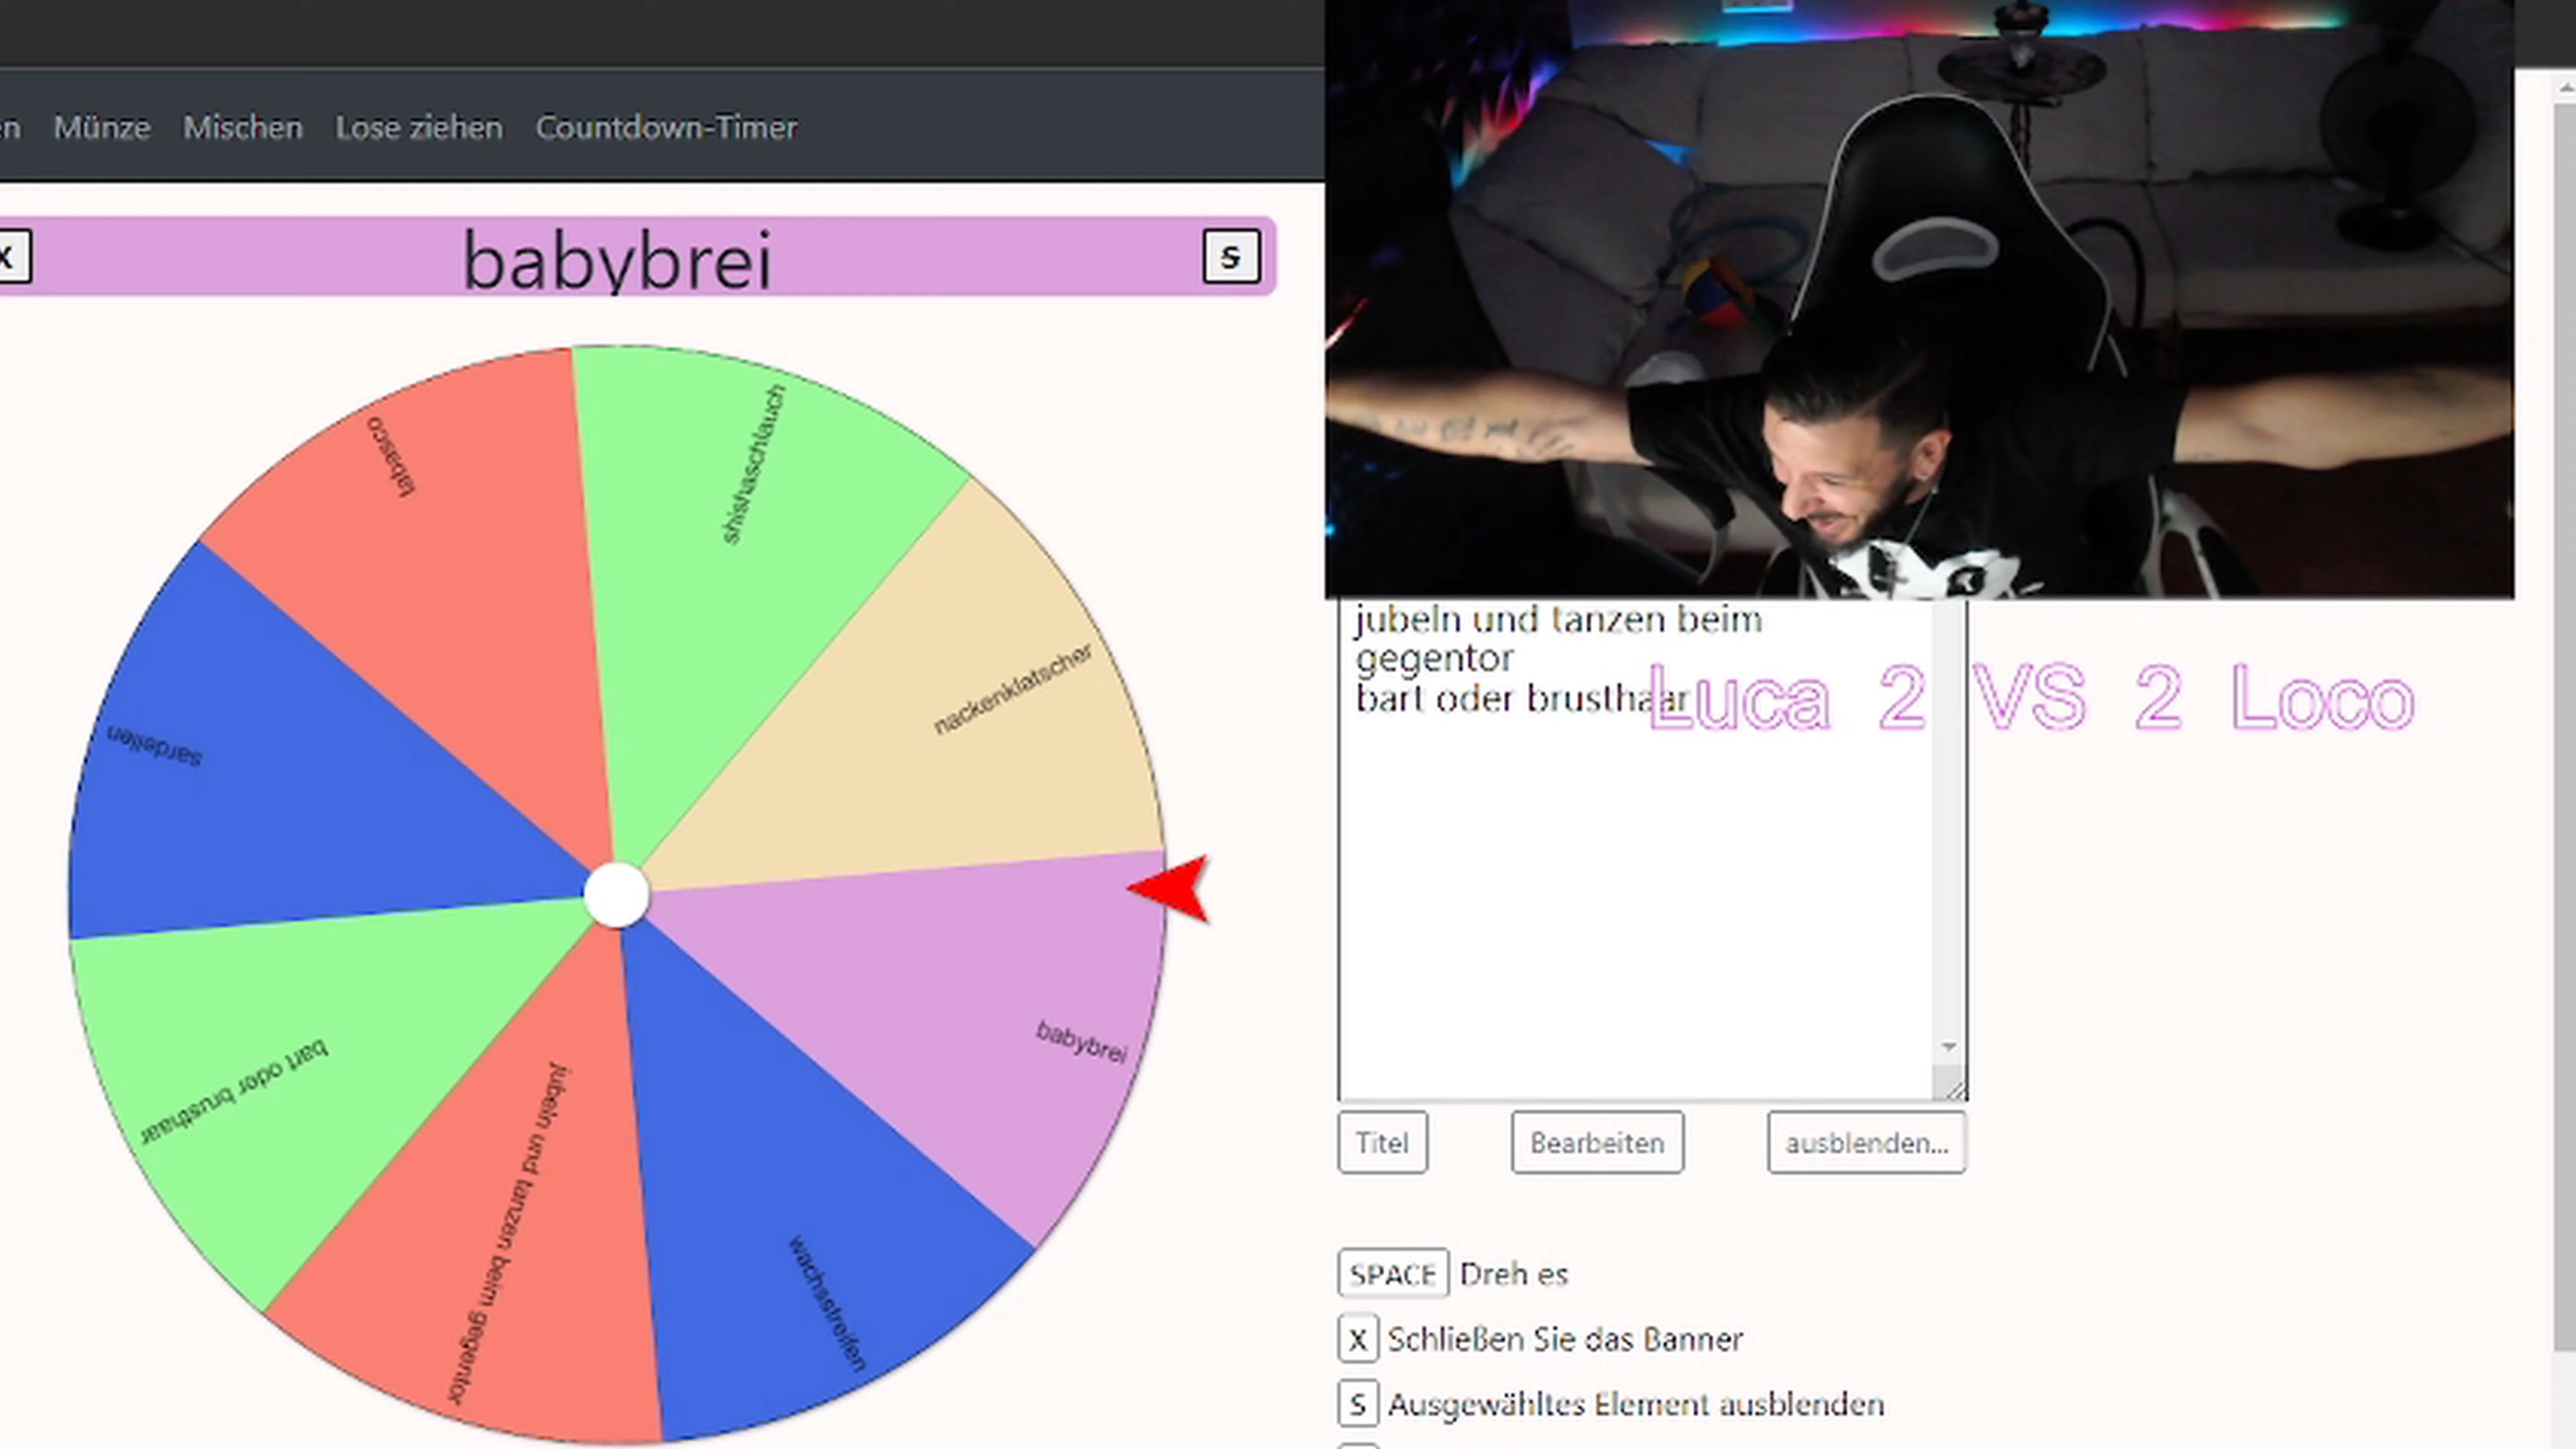 en Münze Mischen Lose ziehen Countdown-Timer
X babybrei S
tabasco
shishaschlauch
nackenklatscher
sardellen
babybrei
bart oder brusthaar
jubeln und tanzen beim gegentor
wachsstreifen
jubeln und tanzen beim
gegentor
bart oder brusthaar
Luca 2 VS 2 Loco
Titel Bearbeiten ausblenden...
SPACE Dreh es
X Schließen Sie das Banner
S Ausgewähltes Element ausblenden